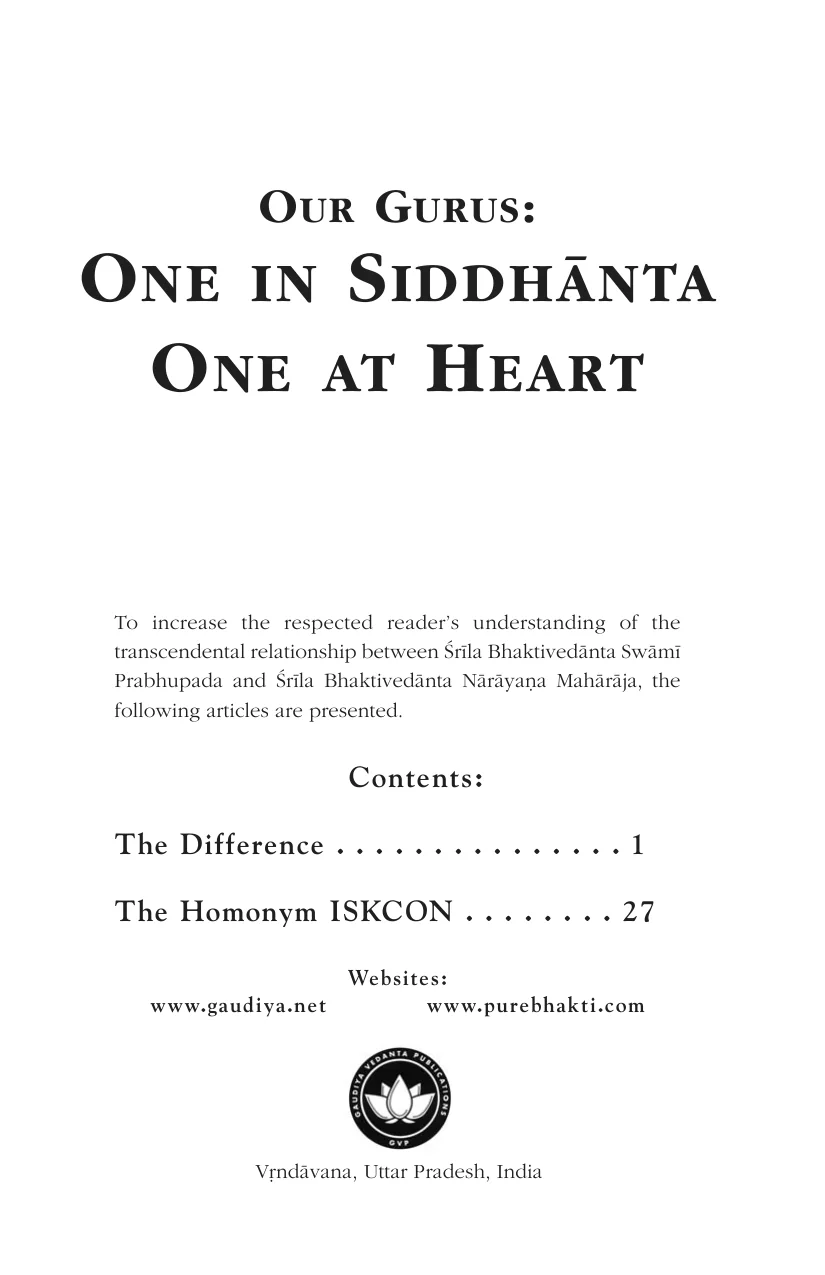 OUR GURUS:
ONE IN SIDDHĀNTA
ONE AT HEART
To increase the respected reader's understanding of the
transcendental relationship between Śrīla Bhaktivedānta Swāmī
Prabhupada and Śrīla Bhaktivedānta Nārāyaṇa Mahārāja, the
following articles are presented.
Contents:
The Difference . . . . . . . . . . . . . . . 1
The Homonym ISKCON . . . . . . . . 27
Websites:
www.gaudiya.net www.purebhakti.com
GAUDIYA VEDANTA PUBLICATIONS
GVP
Vṛndāvana, Uttar Pradesh, India